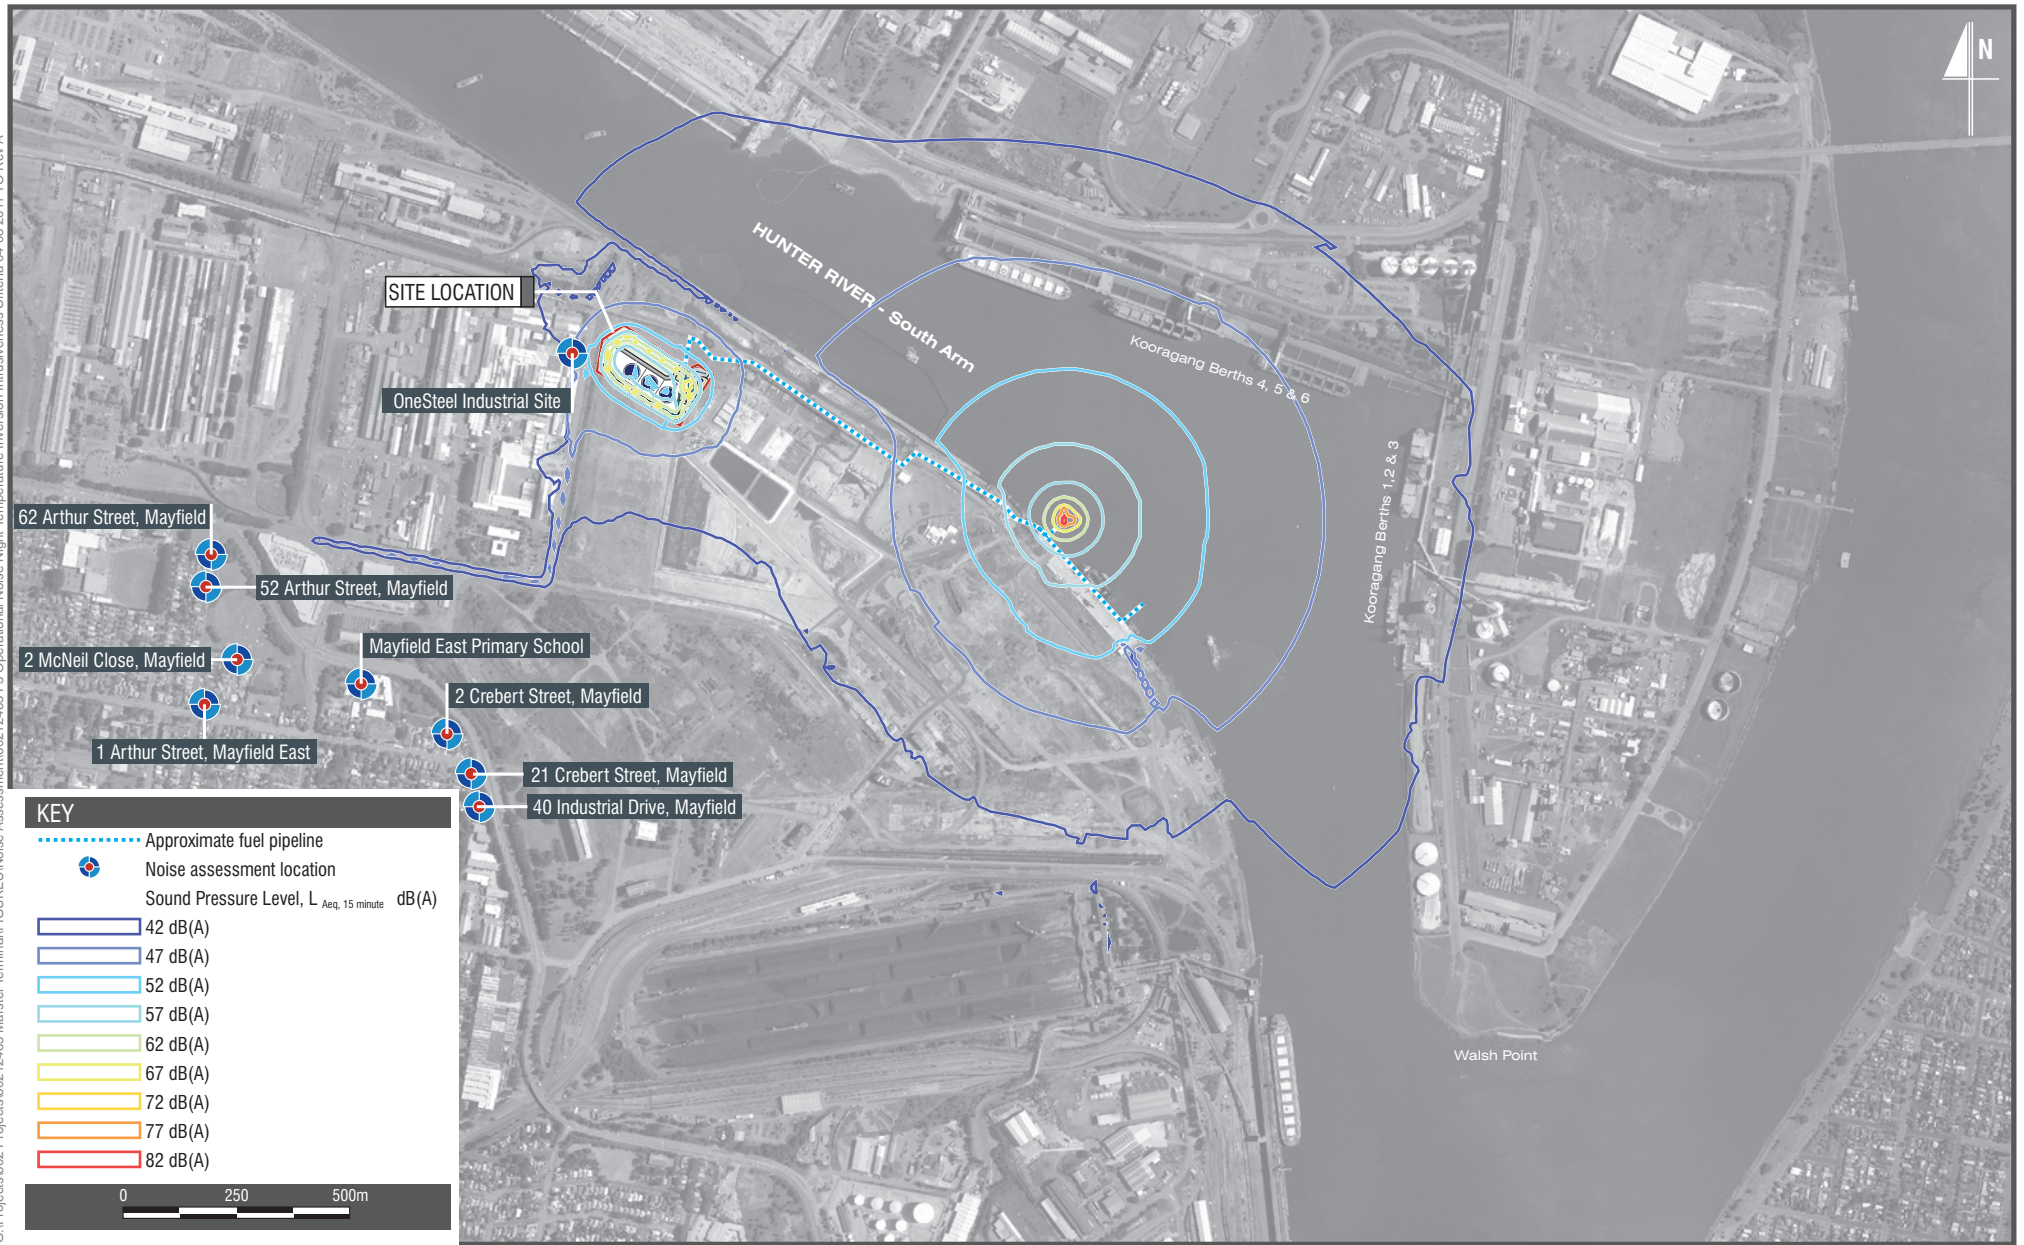 N
HUNTER RIVER - South Arm
SITE LOCATION
Kooragang Berths 4, 5 & 6
OneSteel Industrial Site
Kooragang Berths 1,2 & 3
62 Arthur Street, Mayfield
52 Arthur Street, Mayfield
Mayfield East Primary School
2 McNeil Close, Mayfield
2 Crebert Street, Mayfield
1 Arthur Street, Mayfield East
21 Crebert Street, Mayfield
40 Industrial Drive, Mayfield
Walsh Point
KEY
Approximate fuel pipeline
Noise assessment location
Sound Pressure Level, L Aeq, 15 minute dB(A)
42 dB(A)
47 dB(A)
52 dB(A)
57 dB(A)
62 dB(A)
67 dB(A)
72 dB(A)
77 dB(A)
82 dB(A)
0 250 500m